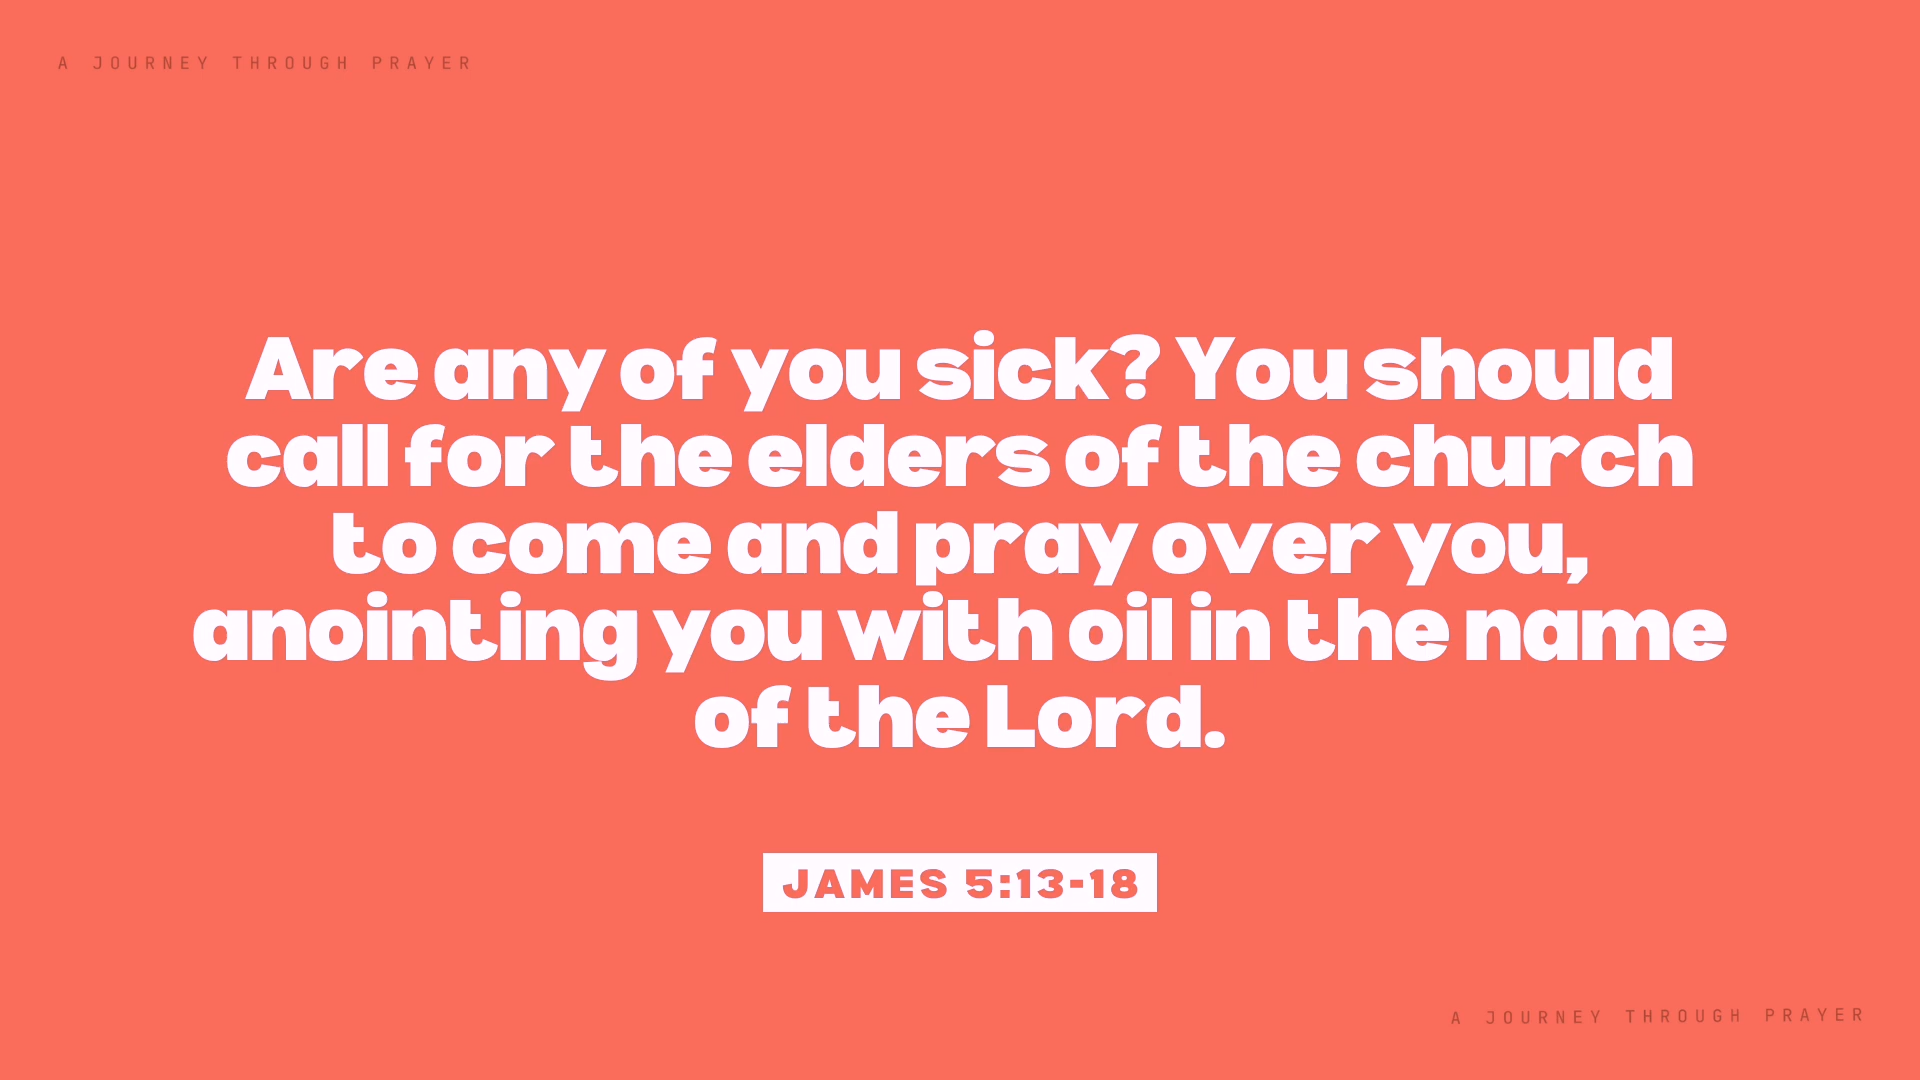 A JOURNEY THROUGH PRAYER
Are any of you sick? You should
call for the elders of the church
to come and pray over you,
anointing you with oil in the name
of the Lord.
JAMES 5:13-18
A JOURNEY THROUGH PRAYER